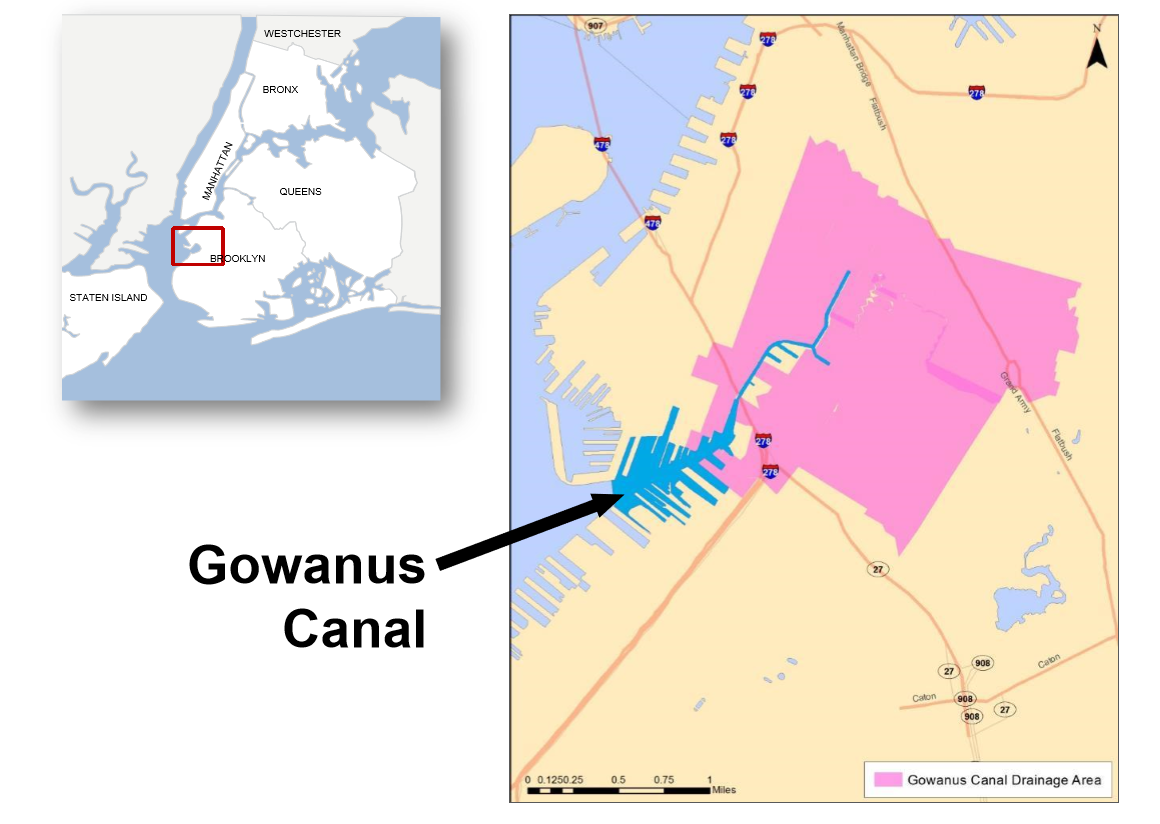 WESTCHESTER
BRONX
MANHATTAN
QUEENS
BROOKLYN
STATEN ISLAND
Gowanus
Canal
907
278
N
Manhattan Bridge
278
278
Flatbush
478
278
478
Grand Army
278
Flatbush
278
27
27
908
Caton
Caton
908
27
908
0 0.1250.25 0.5 0.75 1
Miles
Gowanus Canal Drainage Area